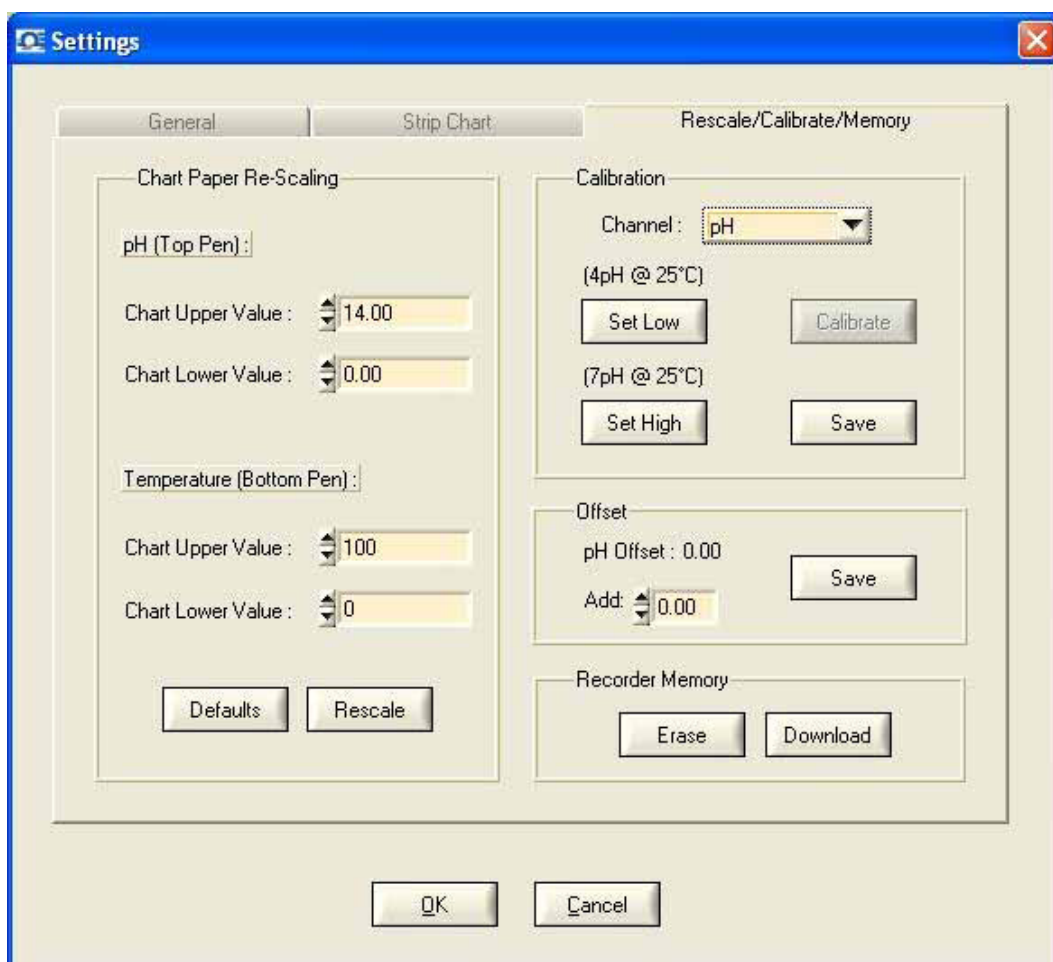 Settings
General
Strip Chart
Rescale/Calibrate/Memory
Chart Paper Re-Scaling
pH (Top Pen) :
Chart Upper Value : 14.00
Chart Lower Value : 0.00
Temperature (Bottom Pen) :
Chart Upper Value : 100
Chart Lower Value : 0
Defaults
Rescale
Calibration
Channel : pH
(4pH @ 25°C)
Set Low
Calibrate
(7pH @ 25°C)
Set High
Save
Offset
pH Offset : 0.00
Add: 0.00
Save
Recorder Memory
Erase
Download
OK
Cancel